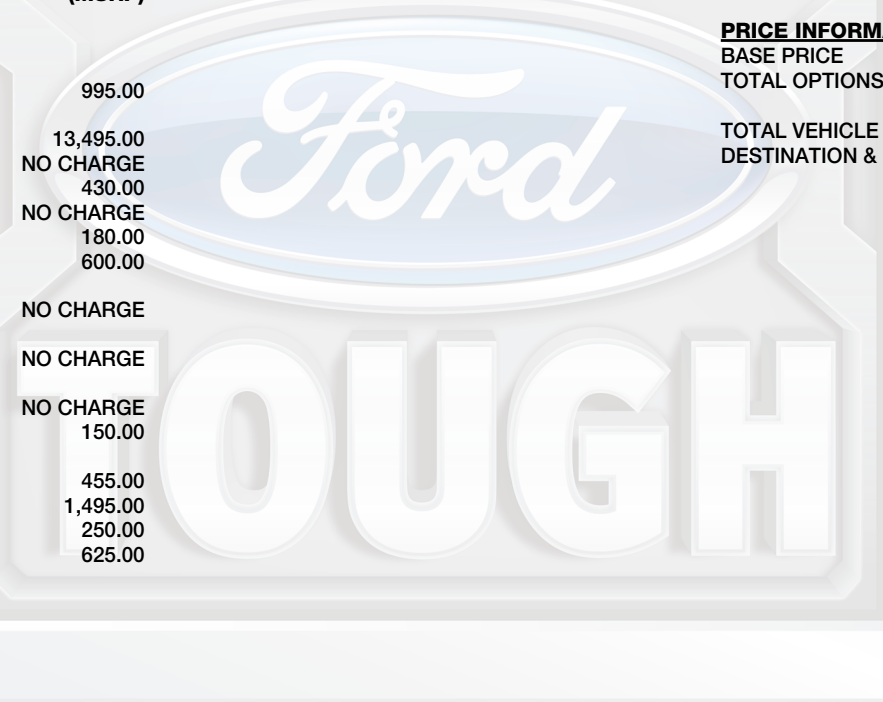 (MSRP)
995.00
13,495.00
NO CHARGE
430.00
NO CHARGE
180.00
600.00
NO CHARGE
NO CHARGE
NO CHARGE
150.00
455.00
1,495.00
250.00
625.00
PRICE INFORMA
BASE PRICE
TOTAL OPTIONS
TOTAL VEHICLE
DESTINATION &
Ford
TOUGH